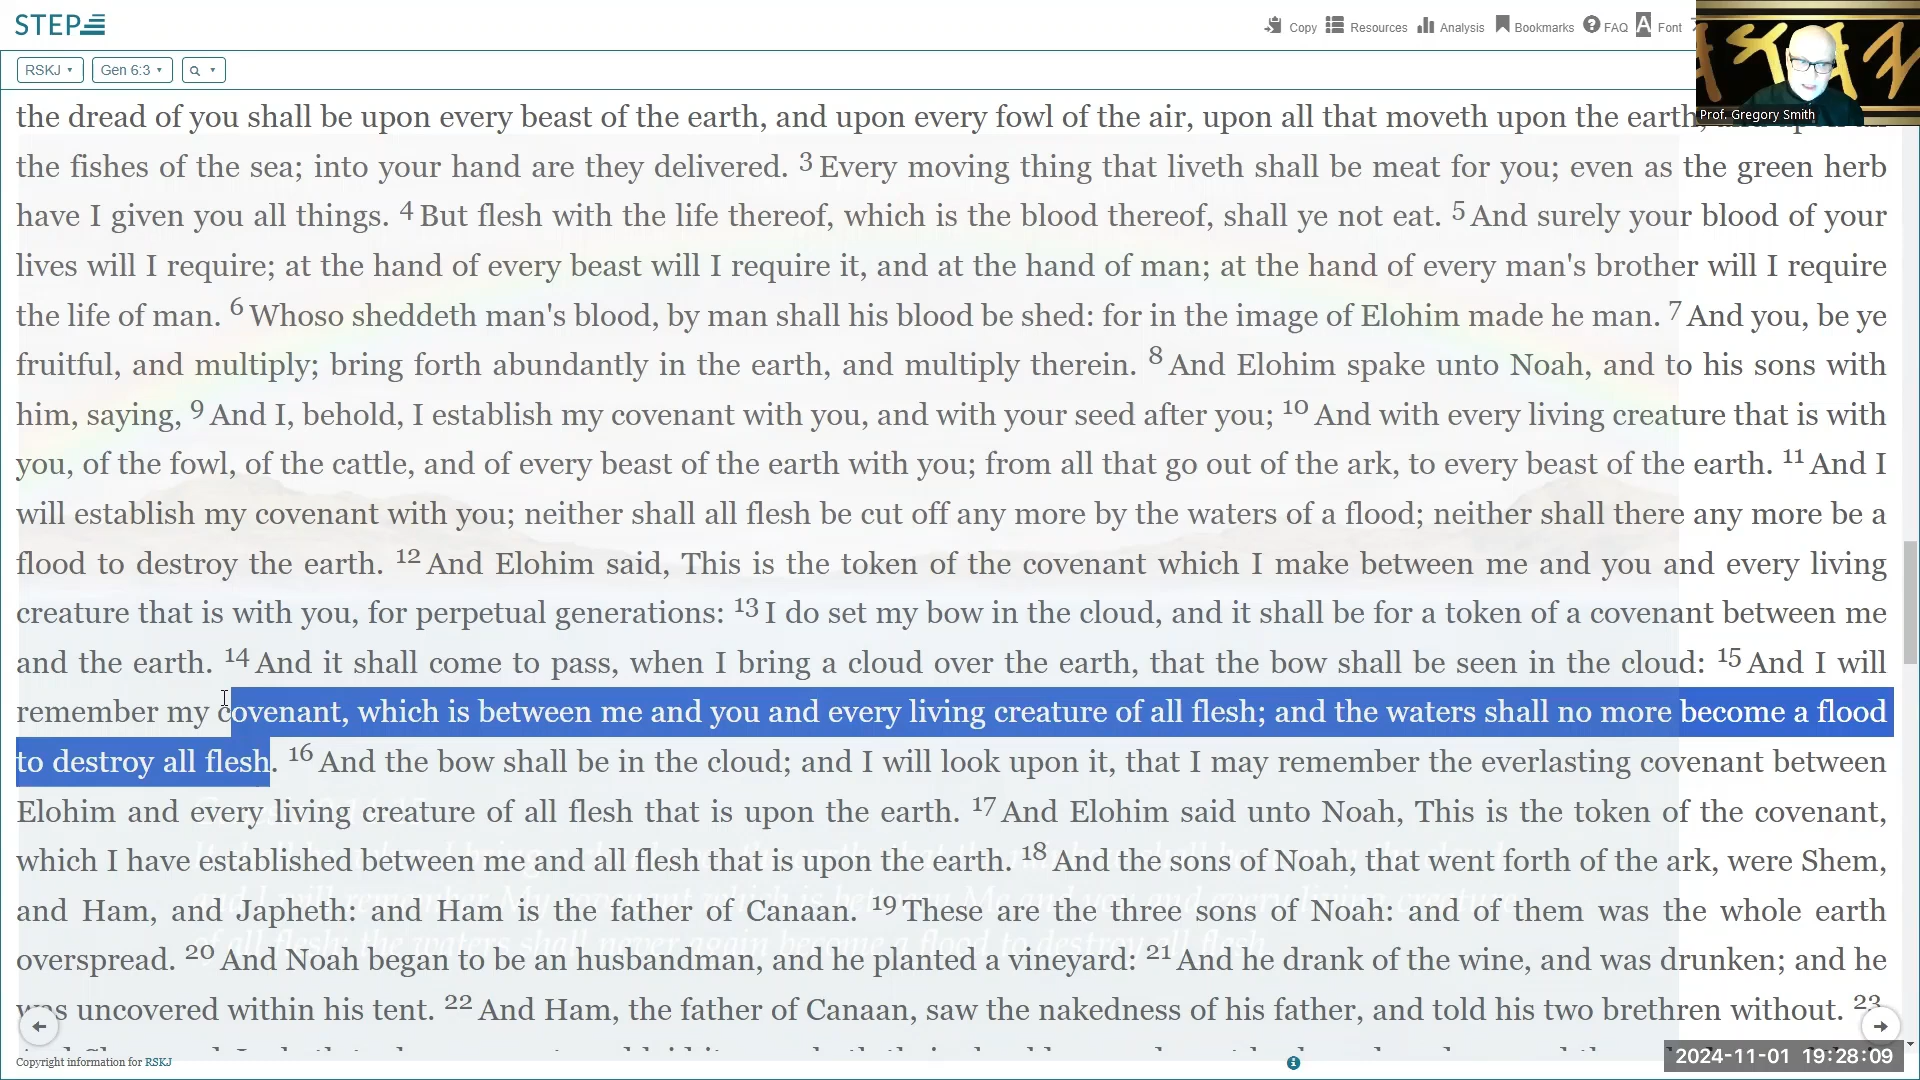 STEP
Copy Resources Analysis Bookmarks FAQ A Font
RSKJ Gen 6:3
Prof. Gregory Smith
the dread of you shall be upon every beast of the earth, and upon every fowl of the air, upon all that moveth upon the earth,
the fishes of the sea; into your hand are they delivered. 3 Every moving thing that liveth shall be meat for you; even as the green herb
have I given you all things. 4 But flesh with the life thereof, which is the blood thereof, shall ye not eat. 5 And surely your blood of your
lives will I require; at the hand of every beast will I require it, and at the hand of man; at the hand of every man's brother will I require
the life of man. 6 Whoso sheddeth man's blood, by man shall his blood be shed: for in the image of Elohim made he man. 7 And you, be ye
fruitful, and multiply; bring forth abundantly in the earth, and multiply therein. 8 And Elohim spake unto Noah, and to his sons with
him, saying, 9 And I, behold, I establish my covenant with you, and with your seed after you; 10 And with every living creature that is with
you, of the fowl, of the cattle, and of every beast of the earth with you; from all that go out of the ark, to every beast of the earth. 11 And I
will establish my covenant with you; neither shall all flesh be cut off any more by the waters of a flood; neither shall there any more be a
flood to destroy the earth. 12 And Elohim said, This is the token of the covenant which I make between me and you and every living
creature that is with you, for perpetual generations: 13 I do set my bow in the cloud, and it shall be for a token of a covenant between me
and the earth. 14 And it shall come to pass, when I bring a cloud over the earth, that the bow shall be seen in the cloud: 15 And I will
remember my covenant, which is between me and you and every living creature of all flesh; and the waters shall no more become a flood
to destroy all flesh. 16 And the bow shall be in the cloud; and I will look upon it, that I may remember the everlasting covenant between
Elohim and every living creature of all flesh that is upon the earth. 17 And Elohim said unto Noah, This is the token of the covenant,
which I have established between me and all flesh that is upon the earth. 18 And the sons of Noah, that went forth of the ark, were Shem,
and Ham, and Japheth: and Ham is the father of Canaan. 19 These are the three sons of Noah: and of them was the whole earth
overspread. 20 And Noah began to be an husbandman, and he planted a vineyard: 21 And he drank of the wine, and was drunken; and he
was uncovered within his tent. 22 And Ham, the father of Canaan, saw the nakedness of his father, and told his two brethren without. 23
Copyright information for RSKJ
2024-11-01 19:28:09